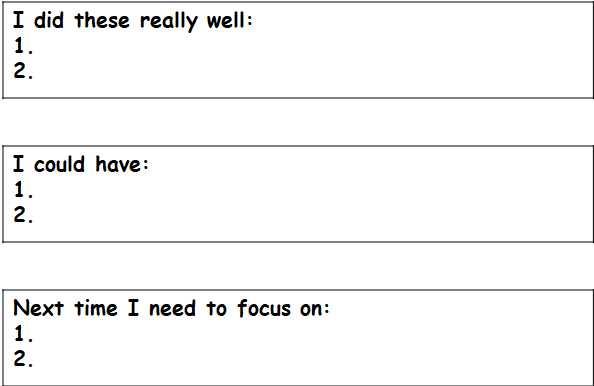 I did these really well:
1.
2.
I could have:
1.
2.
Next time I need to focus on:
1.
2.